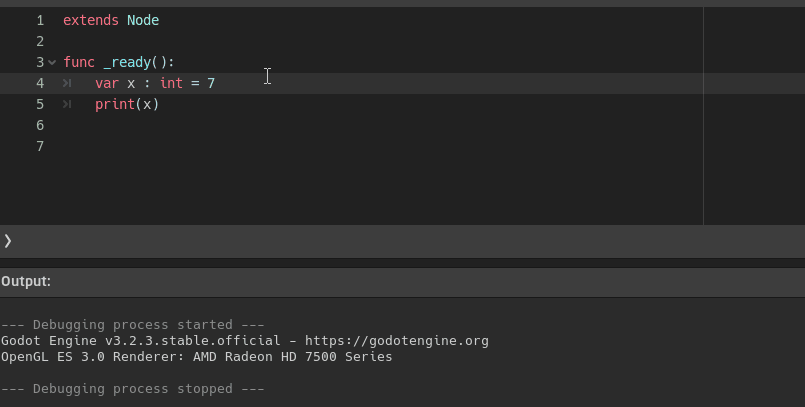 1 extends Node
2
3 func _ready():
4 var x : int = 7
5 print(x)
6
7
Output:
--- Debugging process started ---
Godot Engine v3.2.3.stable.official - https://godotengine.org
OpenGL ES 3.0 Renderer: AMD Radeon HD 7500 Series
--- Debugging process stopped ---